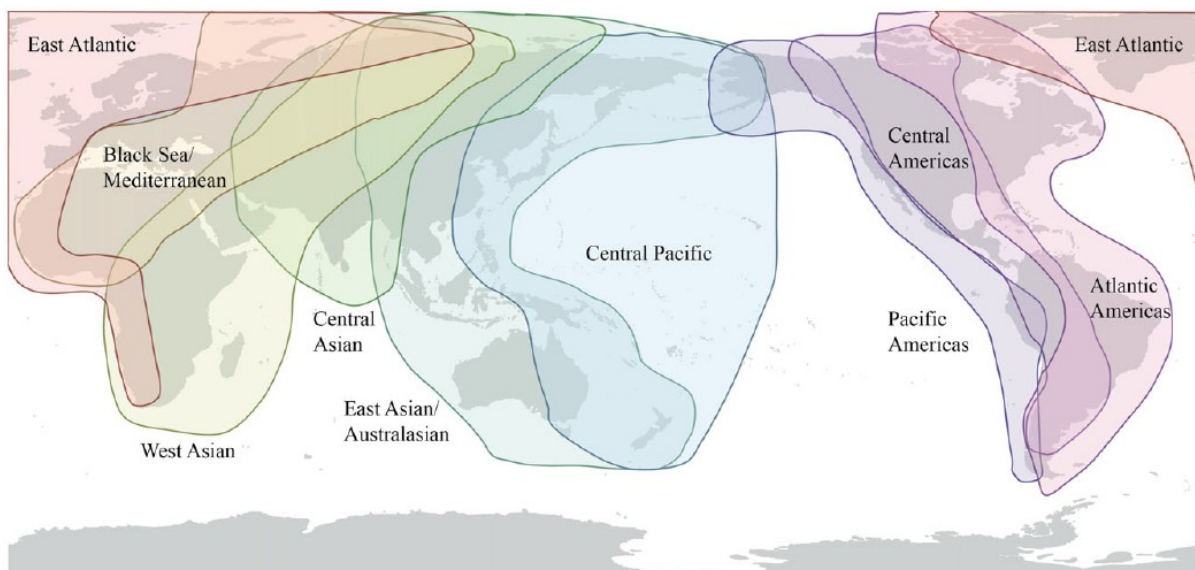 East Atlantic
East Atlantic
Black Sea/
Mediterranean
Central
Americas
Central Pacific
Atlantic
Americas
Central
Asian
Pacific
Americas
East Asian/
Australasian
West Asian